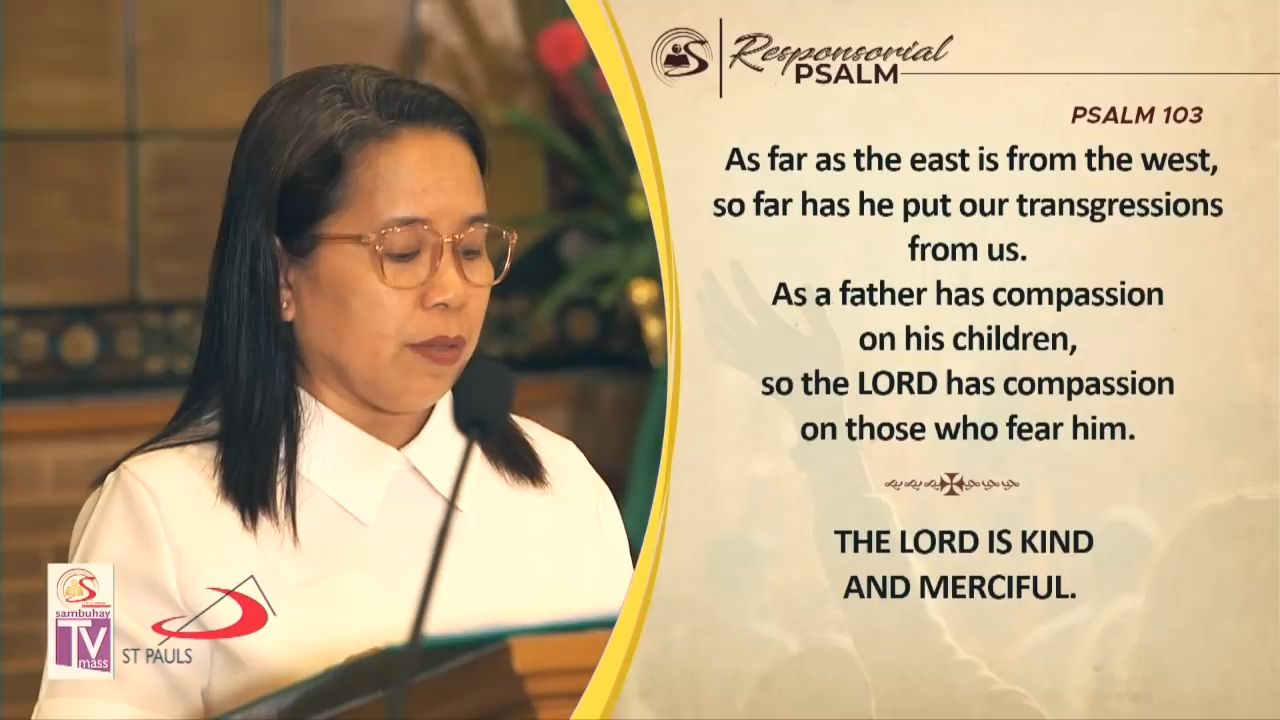 Responsorial
PSALM
PSALM 103
As far as the east is from the west,
so far has he put our transgressions
from us.
As a father has compassion
on his children,
so the LORD has compassion
on those who fear him.
THE LORD IS KIND
AND MERCIFUL.
sambuhay
TV
mass
ST PAULS